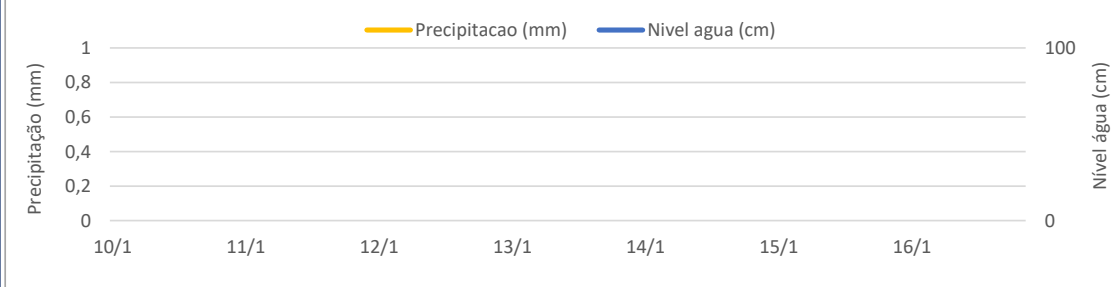 Precipitacao (mm) Nivel agua (cm)
Precipitação (mm)
1
0,8
0,6
0,4
0,2
0
100
0
Nível água (cm)
10/1 11/1 12/1 13/1 14/1 15/1 16/1